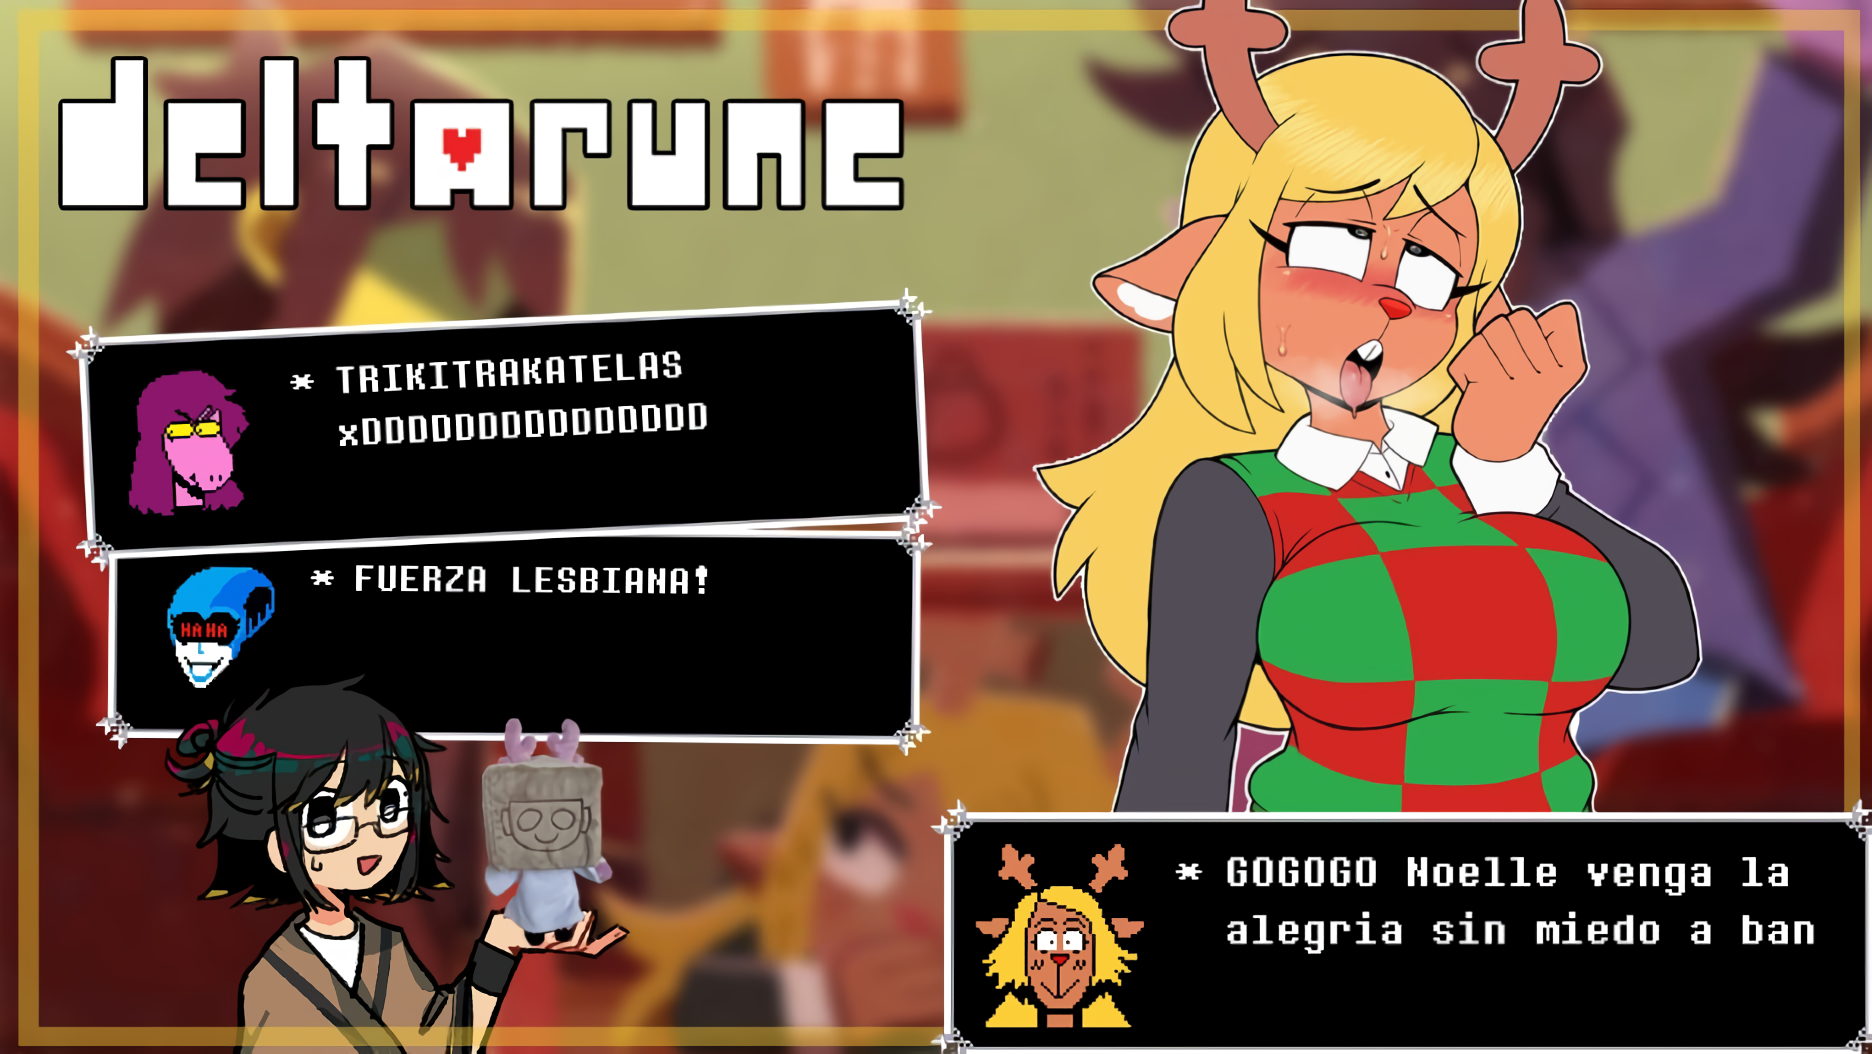 deltarune
* TRIKITRAKATELAS
xDDDDDDDDDDDDDDD
* FUERZA LESBIANA!
HA HA
* GOGOGO Noelle venga la
alegria sin miedo a ban